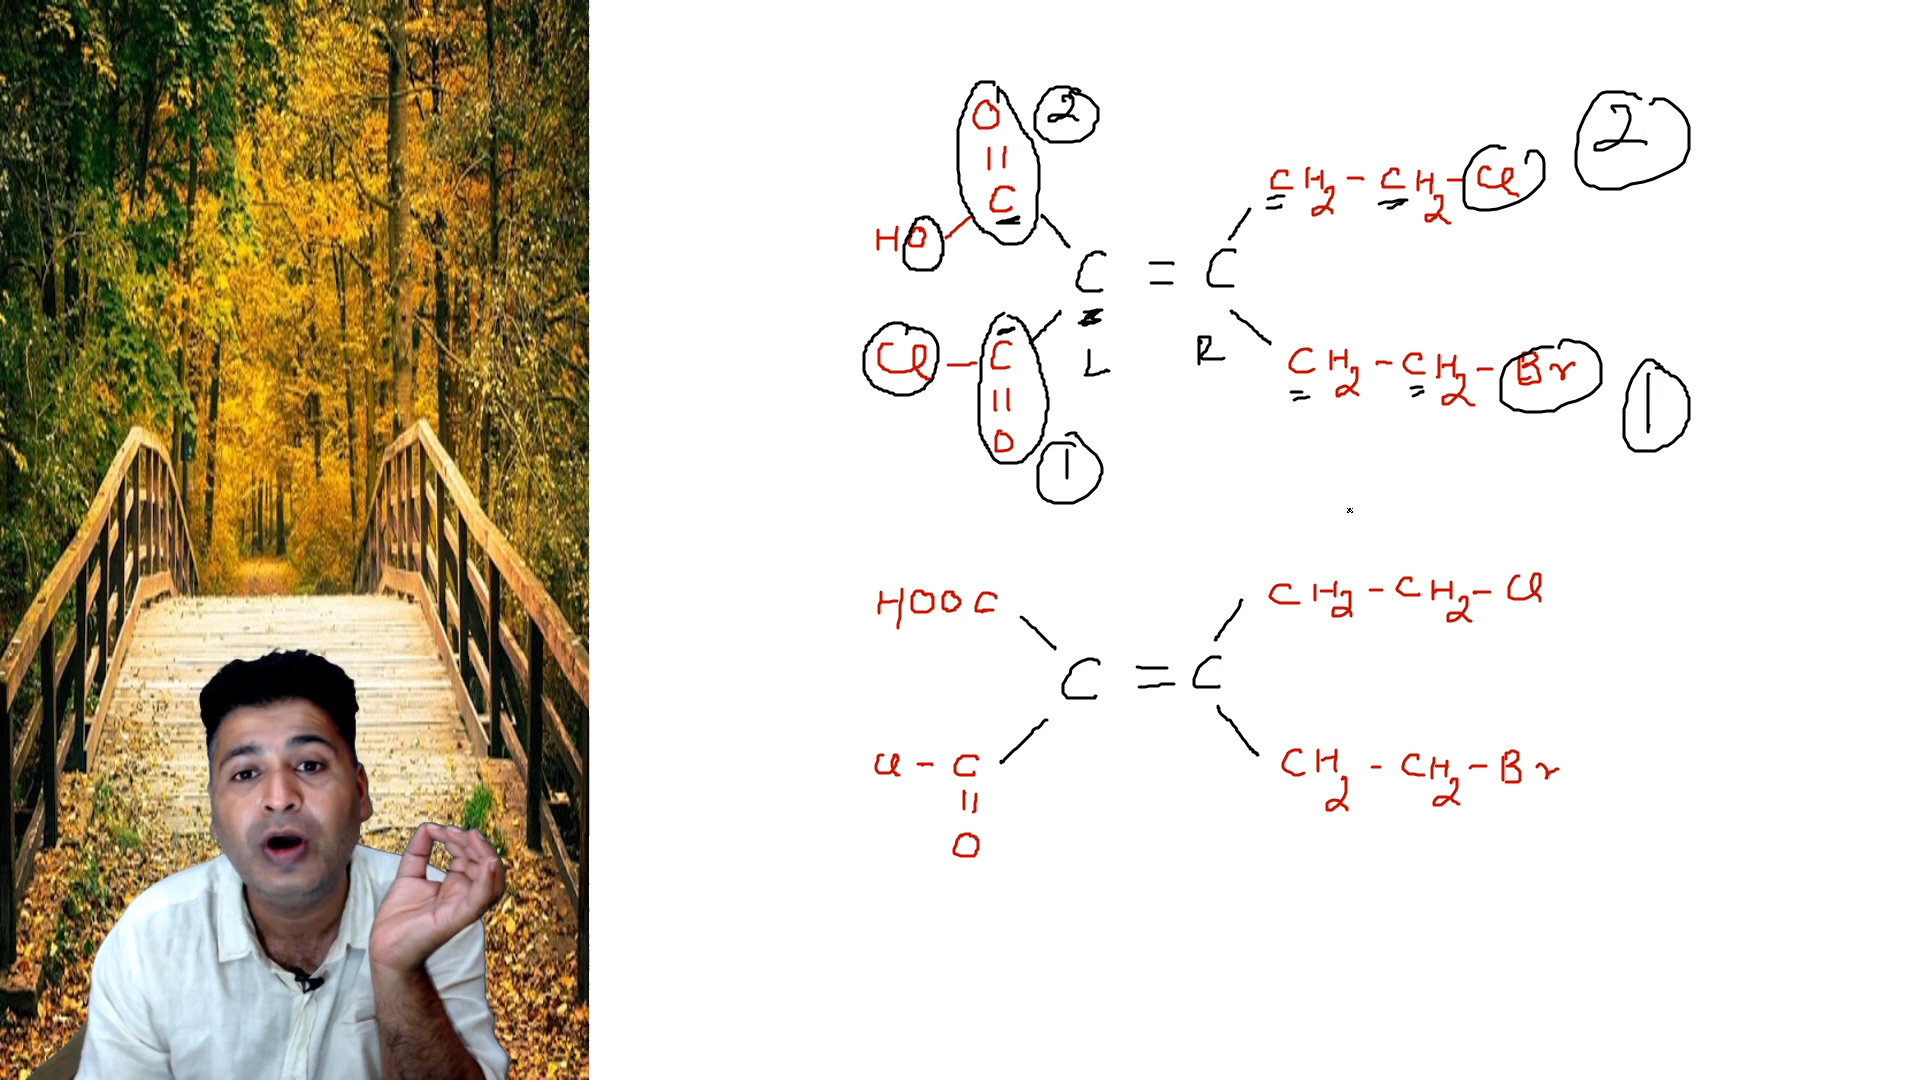 O 2 2
||
C CH2-CH2-Cl
HO
C = C
Cl-C L R CH2-CH2-Br 1
||
O 1
HOOC CH2-CH2-Cl
C = C
Cl-C CH2-CH2-Br
||
O